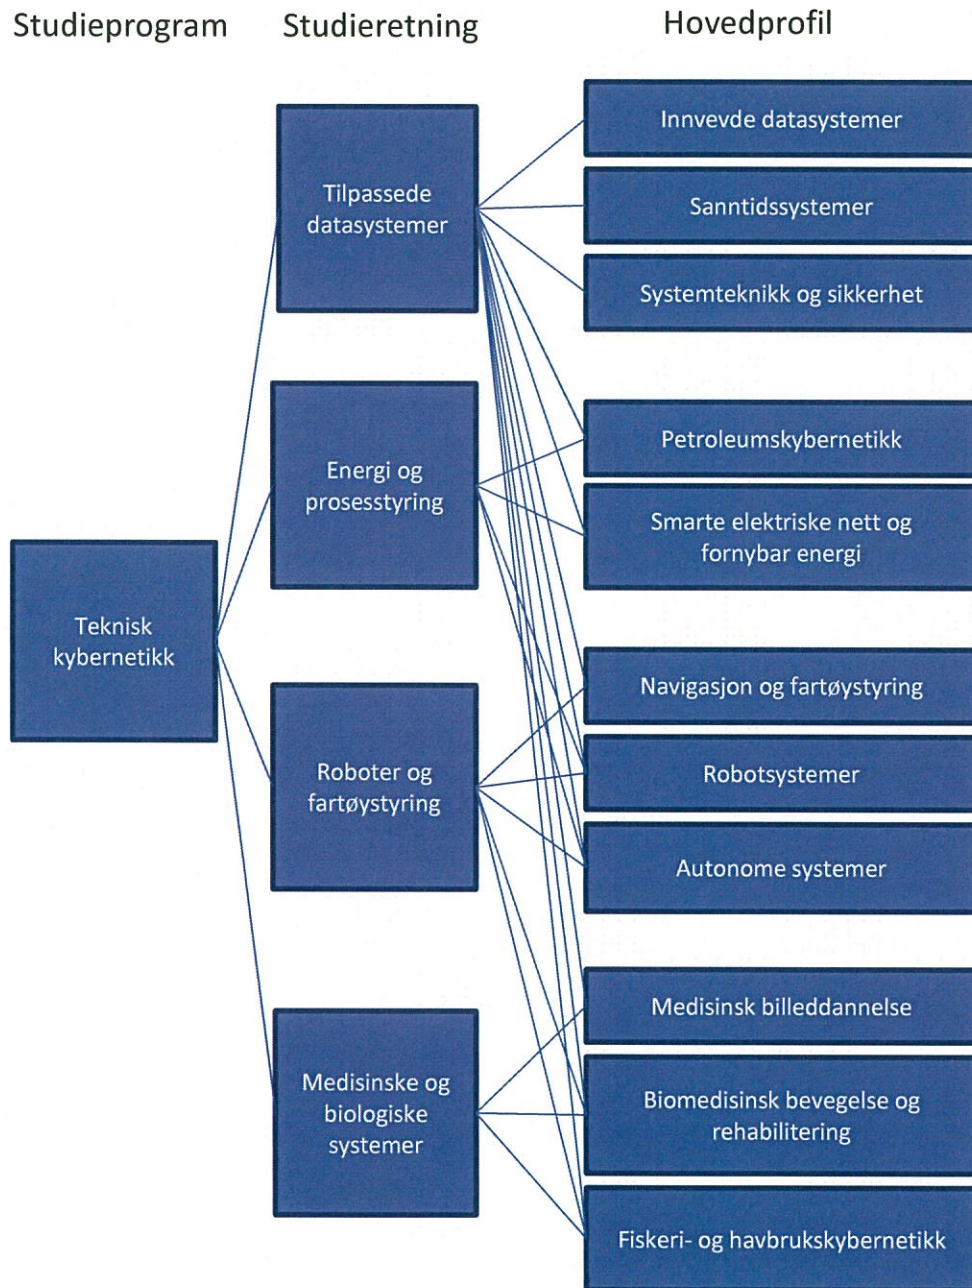 Studieprogram
Studieretning
Hovedprofil
Teknisk
kybernetikk
Tilpassede
datasystemer
Energi og
prosesstyring
Roboter og
fartøystyring
Medisinske og
biologiske
systemer
Innvevde datasystemer
Sanntidssystemer
Systemteknikk og sikkerhet
Petroleumskybernetikk
Smarte elektriske nett og
fornybar energi
Navigasjon og fartøystyring
Robotsystemer
Autonome systemer
Medisinsk billeddannelse
Biomedisinsk bevegelse og
rehabilitering
Fiskeri- og havbrukskybernetikk